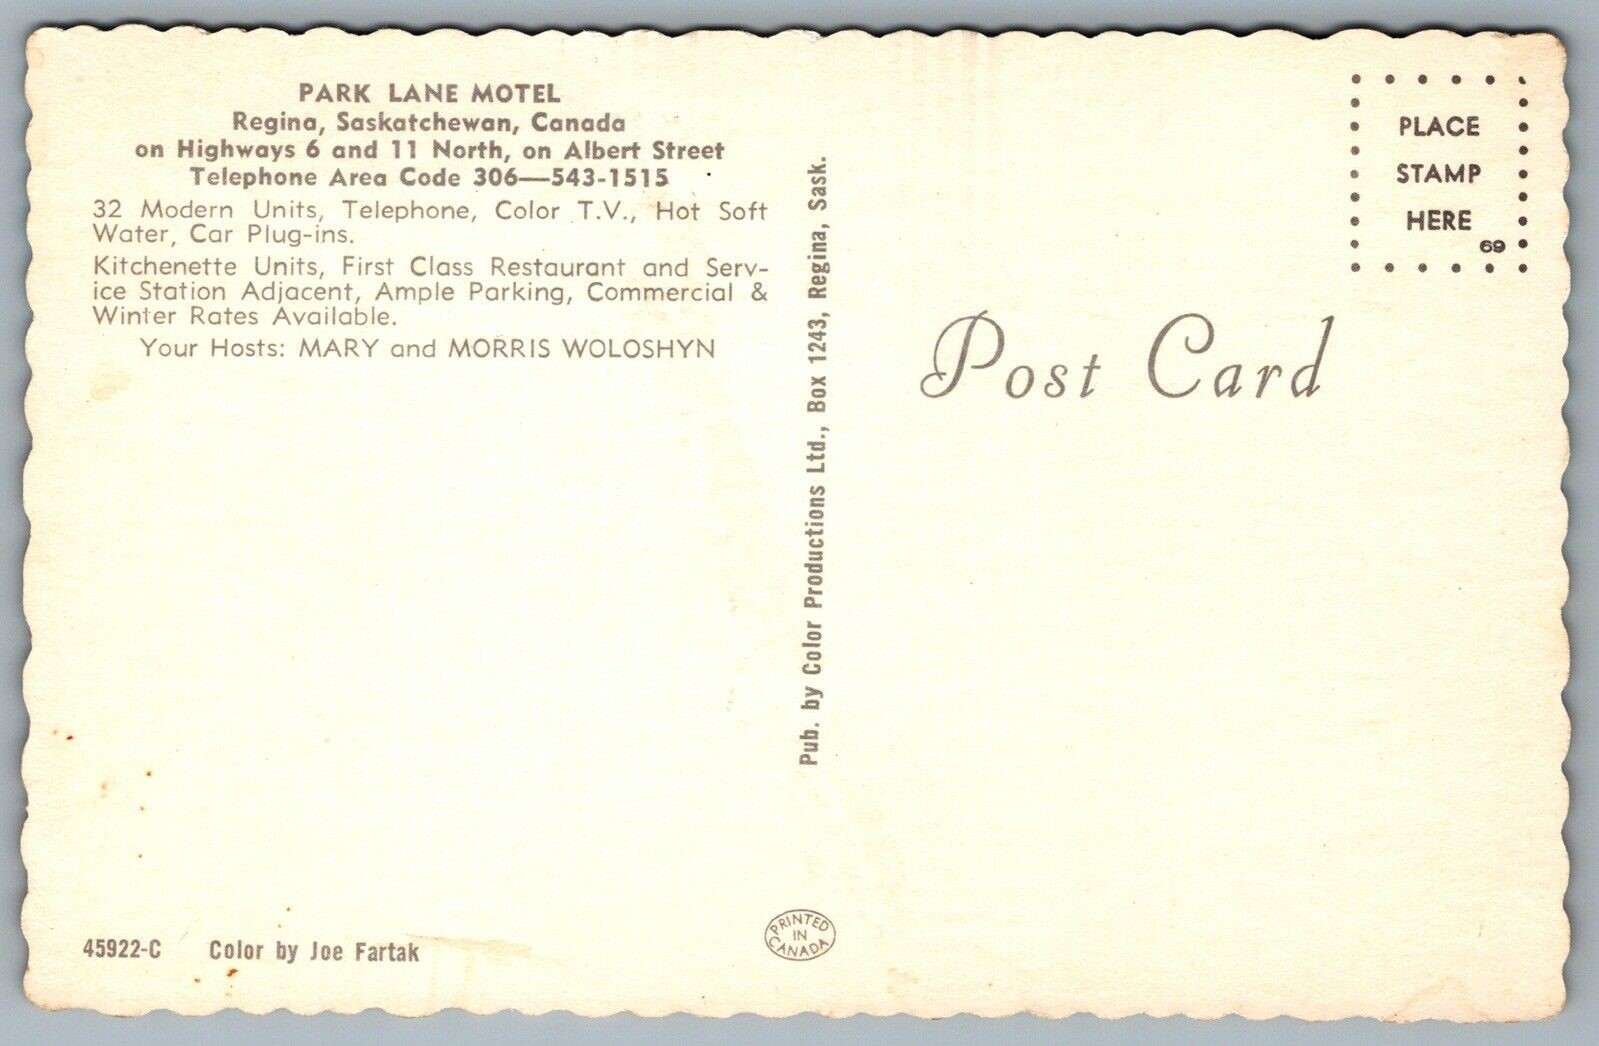 PARK LANE MOTEL
Regina, Saskatchewan, Canada
on Highways 6 and 11 North, on Albert Street
Telephone Area Code 306—543-1515
32 Modern Units, Telephone, Color T.V., Hot Soft
Water, Car Plug-ins.
Kitchenette Units, First Class Restaurant and Serv-
ice Station Adjacent, Ample Parking, Commercial &
Winter Rates Available.
Your Hosts: MARY and MORRIS WOLOSHYN
45922-C Color by Joe Fartak
Pub. by Color Productions Ltd., Box 1243, Regina, Sask.
PRINTED
IN
CANADA
PLACE
STAMP
HERE
69
Post Card